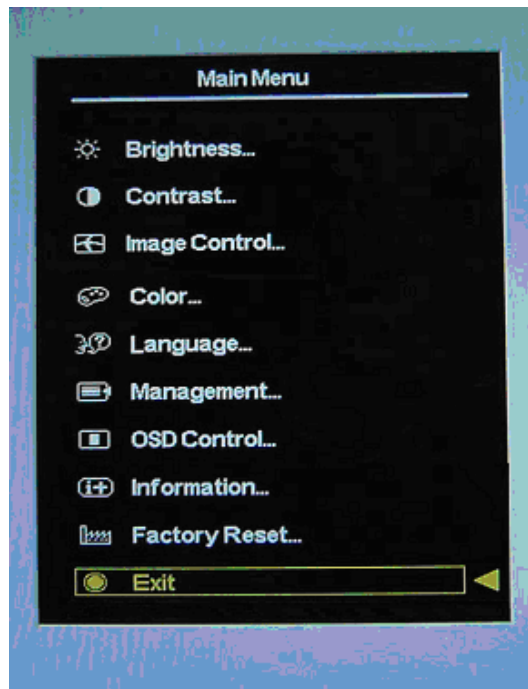 Main Menu
Brightness...
Contrast...
Image Control...
Color...
Language...
Management...
OSD Control...
Information...
Factory Reset...
Exit